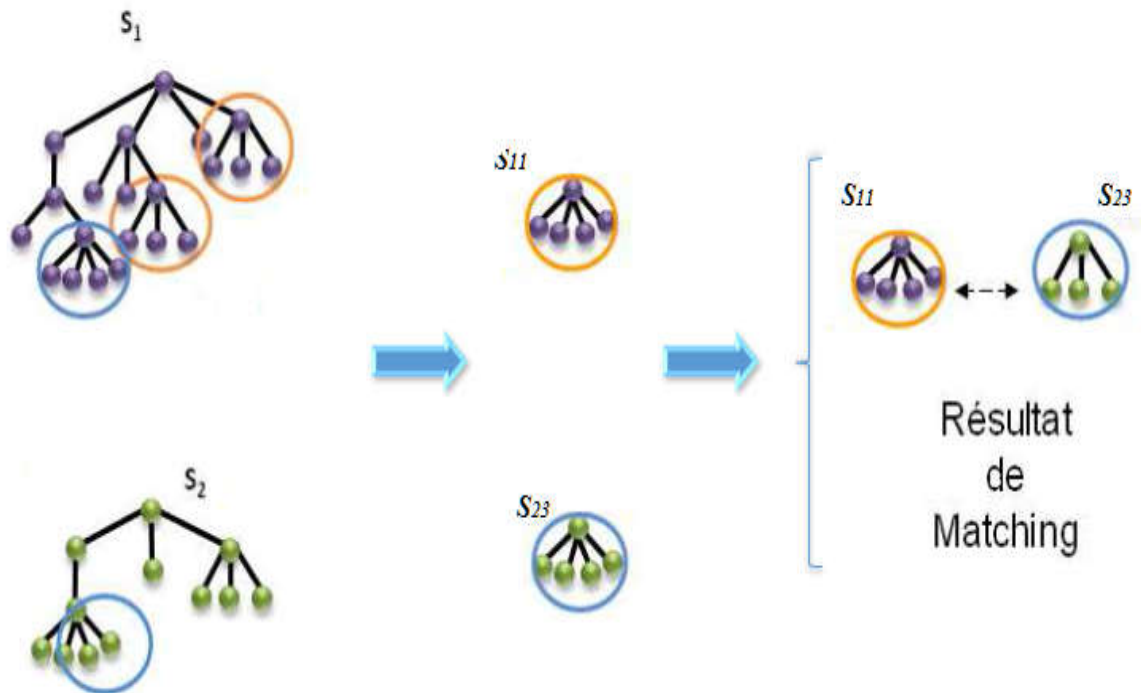 S1
S11
S11
S23
S2
S23
Résultat
de
Matching